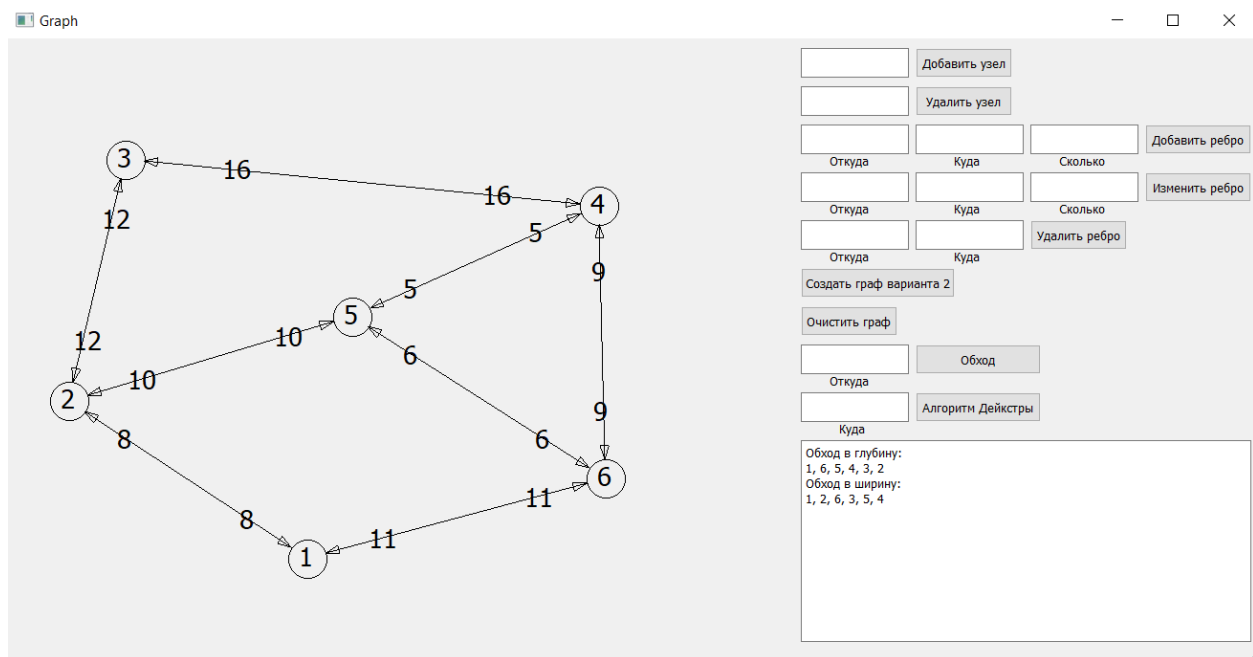 Graph
Добавить узел
Удалить узел
Добавить ребро
Откуда Куда Сколько
Изменить ребро
Откуда Куда Сколько
Удалить ребро
Откуда Куда
Создать граф варианта 2
Очистить граф
Обход
Откуда
Алгоритм Дейкстры
Куда
Обход в глубину:
1, 6, 5, 4, 3, 2
Обход в ширину:
1, 2, 6, 3, 5, 4
3
16
16
4
12
5
9
5
5
12
10
6
10
2
9
8
6
6
11
8
11
1